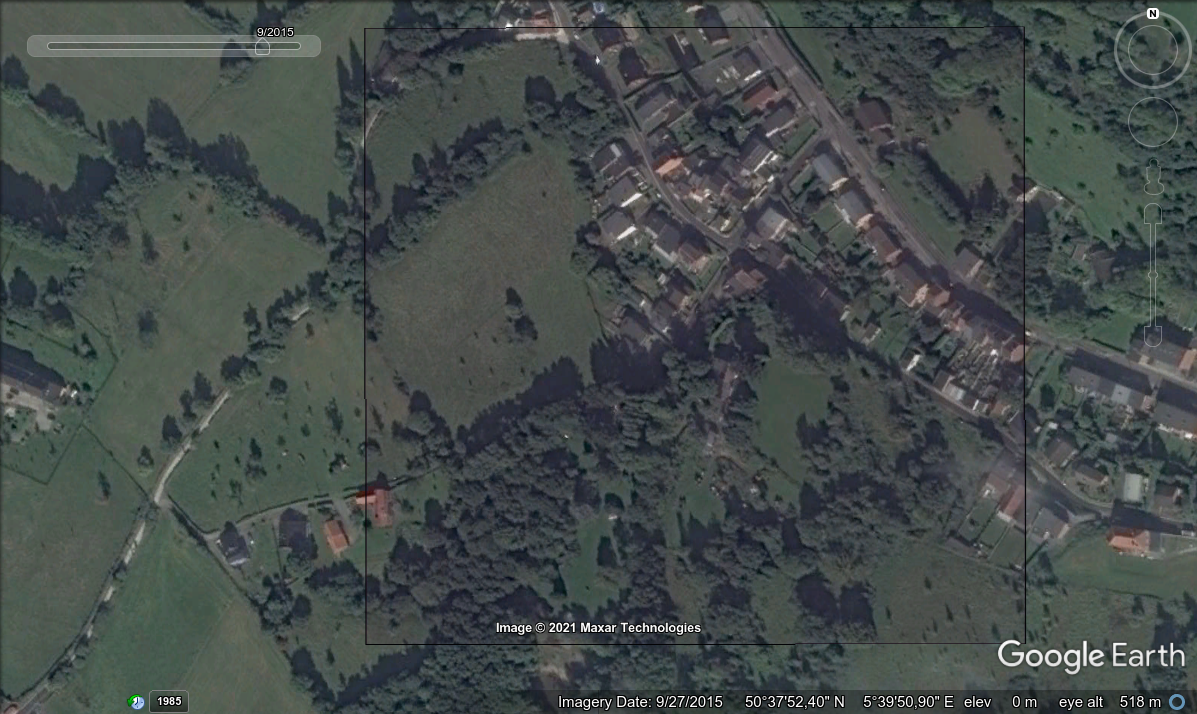 9/2015
N
Image © 2021 Maxar Technologies
Google Earth
1985
Imagery Date: 9/27/2015 50°37'52,40" N 5°39'50,90" E elev 0 m eye alt 518 m